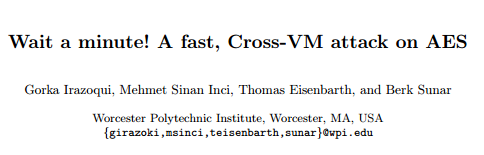 Wait a minute! A fast, Cross-VM attack on AES
Gorka Irazoqui, Mehmet Sinan Inci, Thomas Eisenbarth, and Berk Sunar
Worcester Polytechnic Institute, Worcester, MA, USA
{girazoki,msinci,teisenbarth,sunar}@wpi.edu